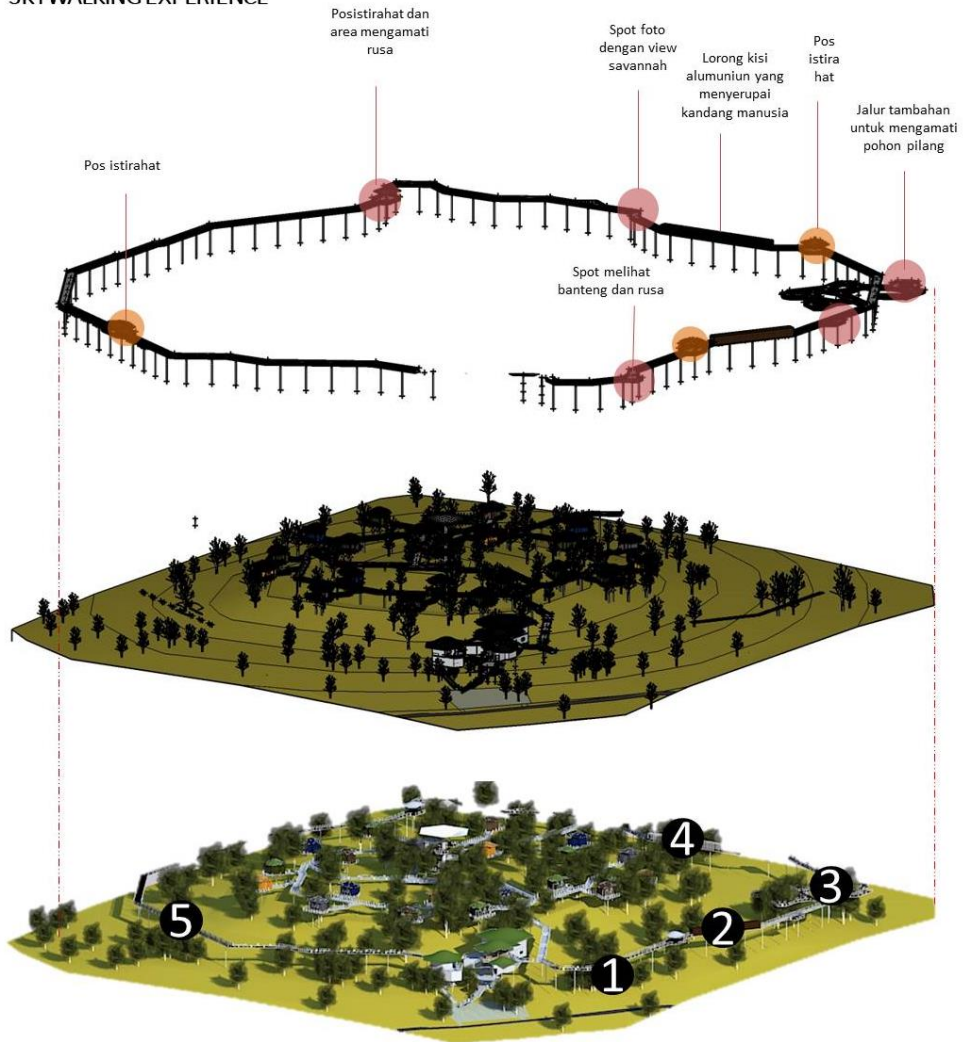 SKYWALKING EXPERIENCE
Posistirahat dan
area mengamati
rusa
Spot foto
dengan view
savannah
Lorong kisi
alumuniun yang
menyerupai
kandang manusia
Pos
istira
hat
Jalur tambahan
untuk mengamati
pohon pilang
Pos istirahat
Spot melihat
banteng dan rusa
4
3
5
2
1